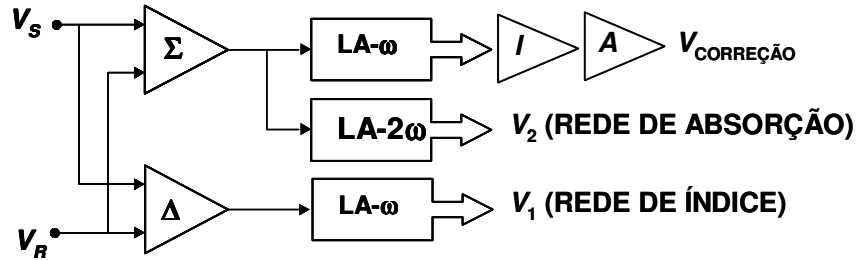 V_S Σ LA-ω I A V_CORREÇÃO
LA-2ω V_2 (REDE DE ABSORÇÃO)
V_R Δ LA-ω V_1 (REDE DE ÍNDICE)